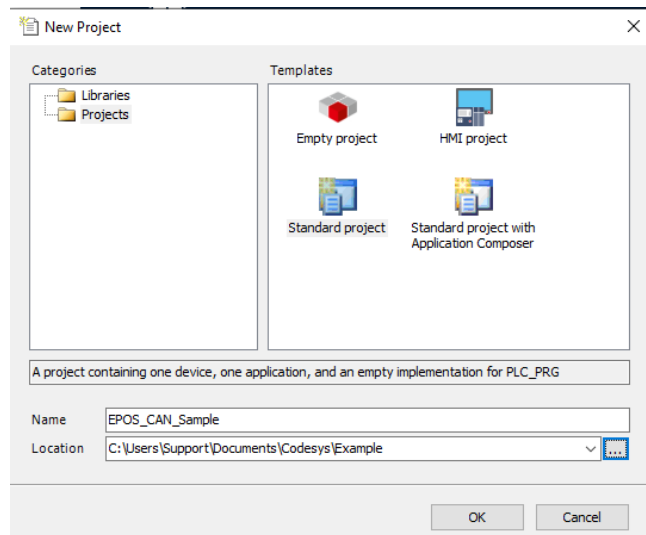 New Project
Categories
Templates
Libraries
Projects
Empty project
HMI project
Standard project
Standard project with
Application Composer
A project containing one device, one application, and an empty implementation for PLC_PRG
Name
EPOS_CAN_Sample
Location
C:\Users\Support\Documents\Codesys\Example
...
OK
Cancel